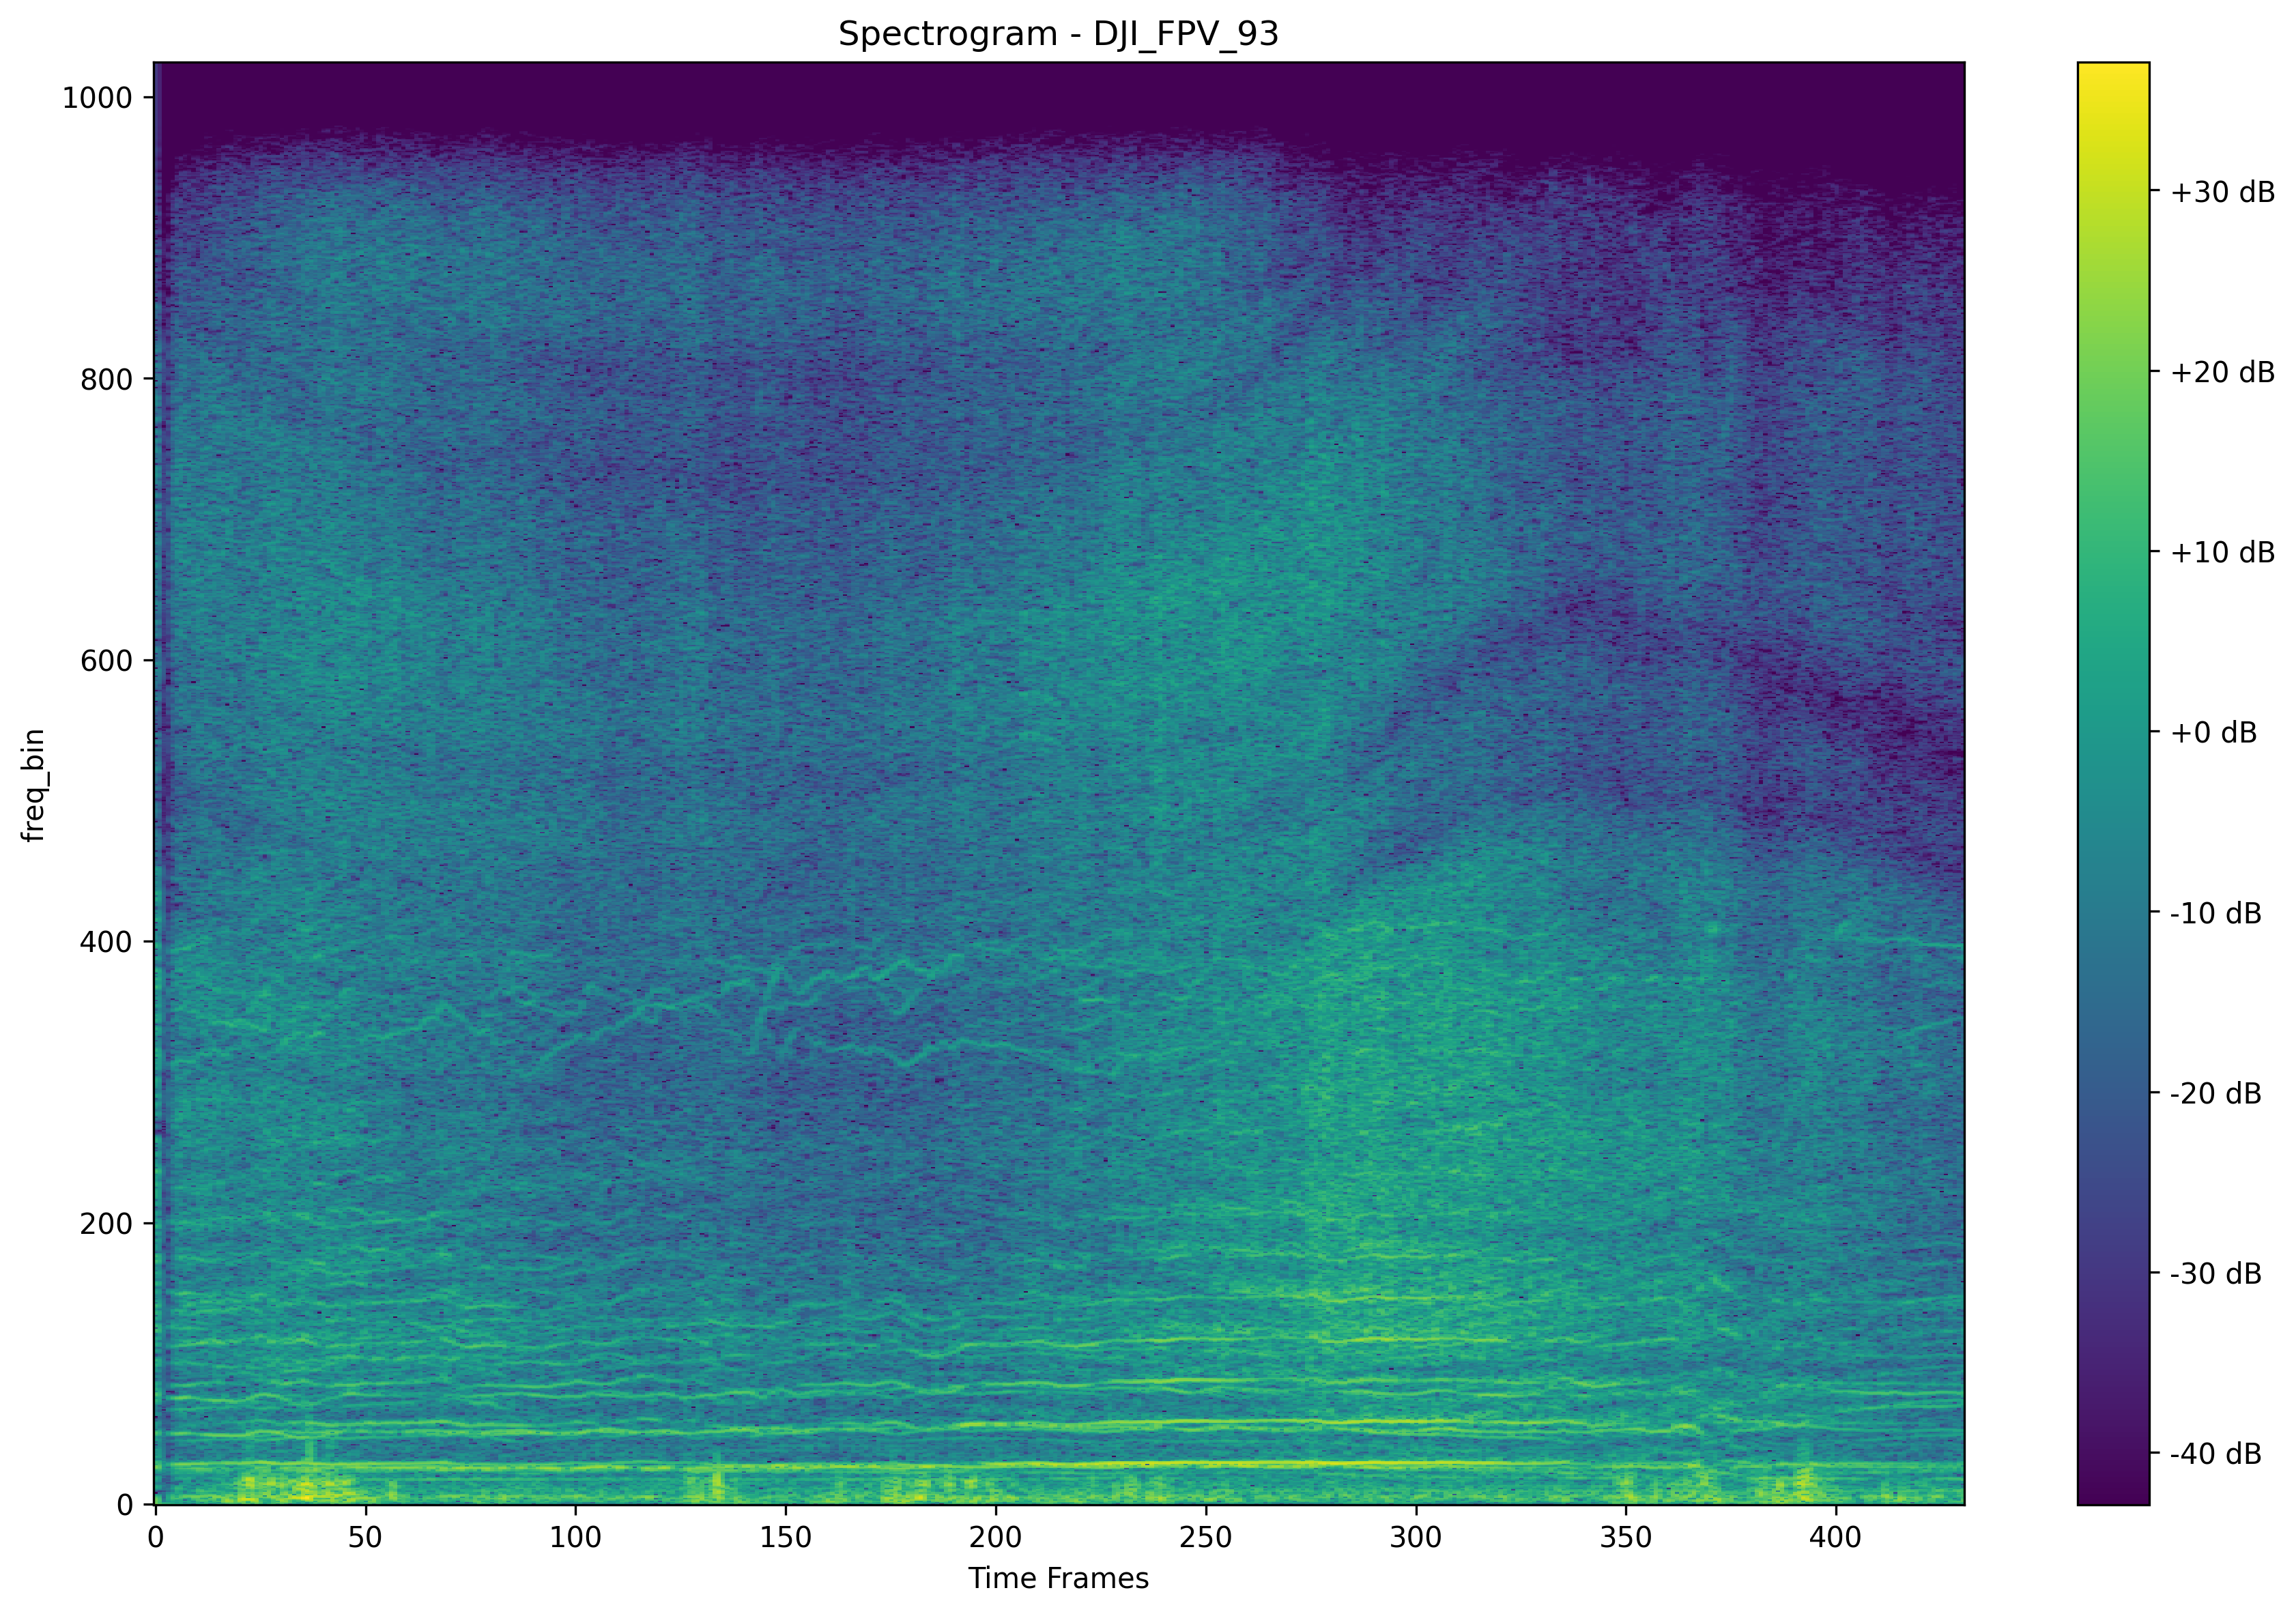 Spectrogram - DJI_FPV_93
1000
800
600
400
200
0
freq_bin
0 50 100 150 200 250 300 350 400
Time Frames
+30 dB
+20 dB
+10 dB
+0 dB
-10 dB
-20 dB
-30 dB
-40 dB